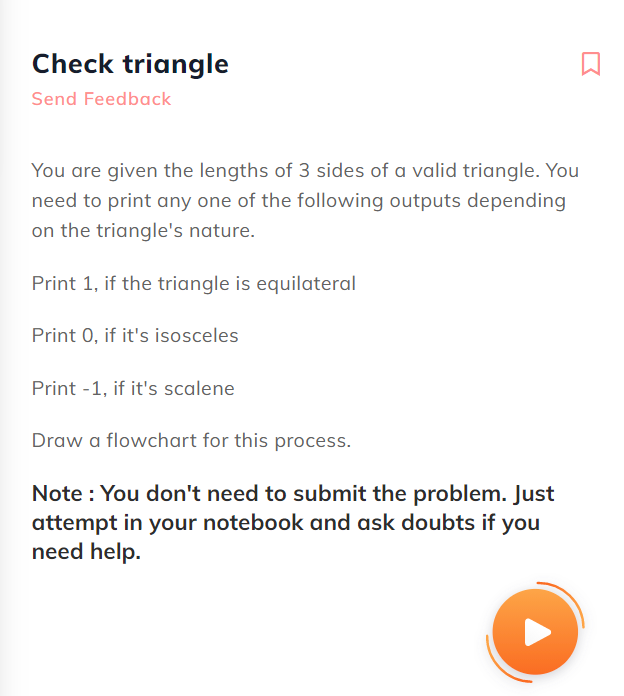 Check triangle
Send Feedback
You are given the lengths of 3 sides of a valid triangle. You
need to print any one of the following outputs depending
on the triangle's nature.
Print 1, if the triangle is equilateral
Print 0, if it's isosceles
Print -1, if it's scalene
Draw a flowchart for this process.
Note : You don't need to submit the problem. Just
attempt in your notebook and ask doubts if you
need help.